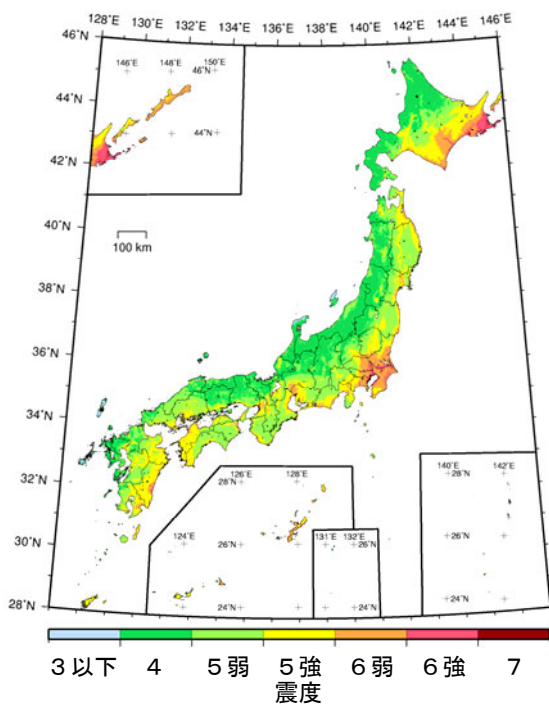 128°E 130°E 132°E 134°E 136°E 138°E 140°E 142°E 144°E 146°E
46°N
44°N
42°N
40°N
38°N
36°N
34°N
32°N
30°N
28°N
146°E 148°E 150°E
46°N
44°N
100 km
126°E 128°E
28°N
124°E
26°N
24°N
131°E 132°E
26°N
24°N
140°E 142°E
28°N
26°N
24°N
3以下 4 5弱 5強 6弱 6強 7
震度